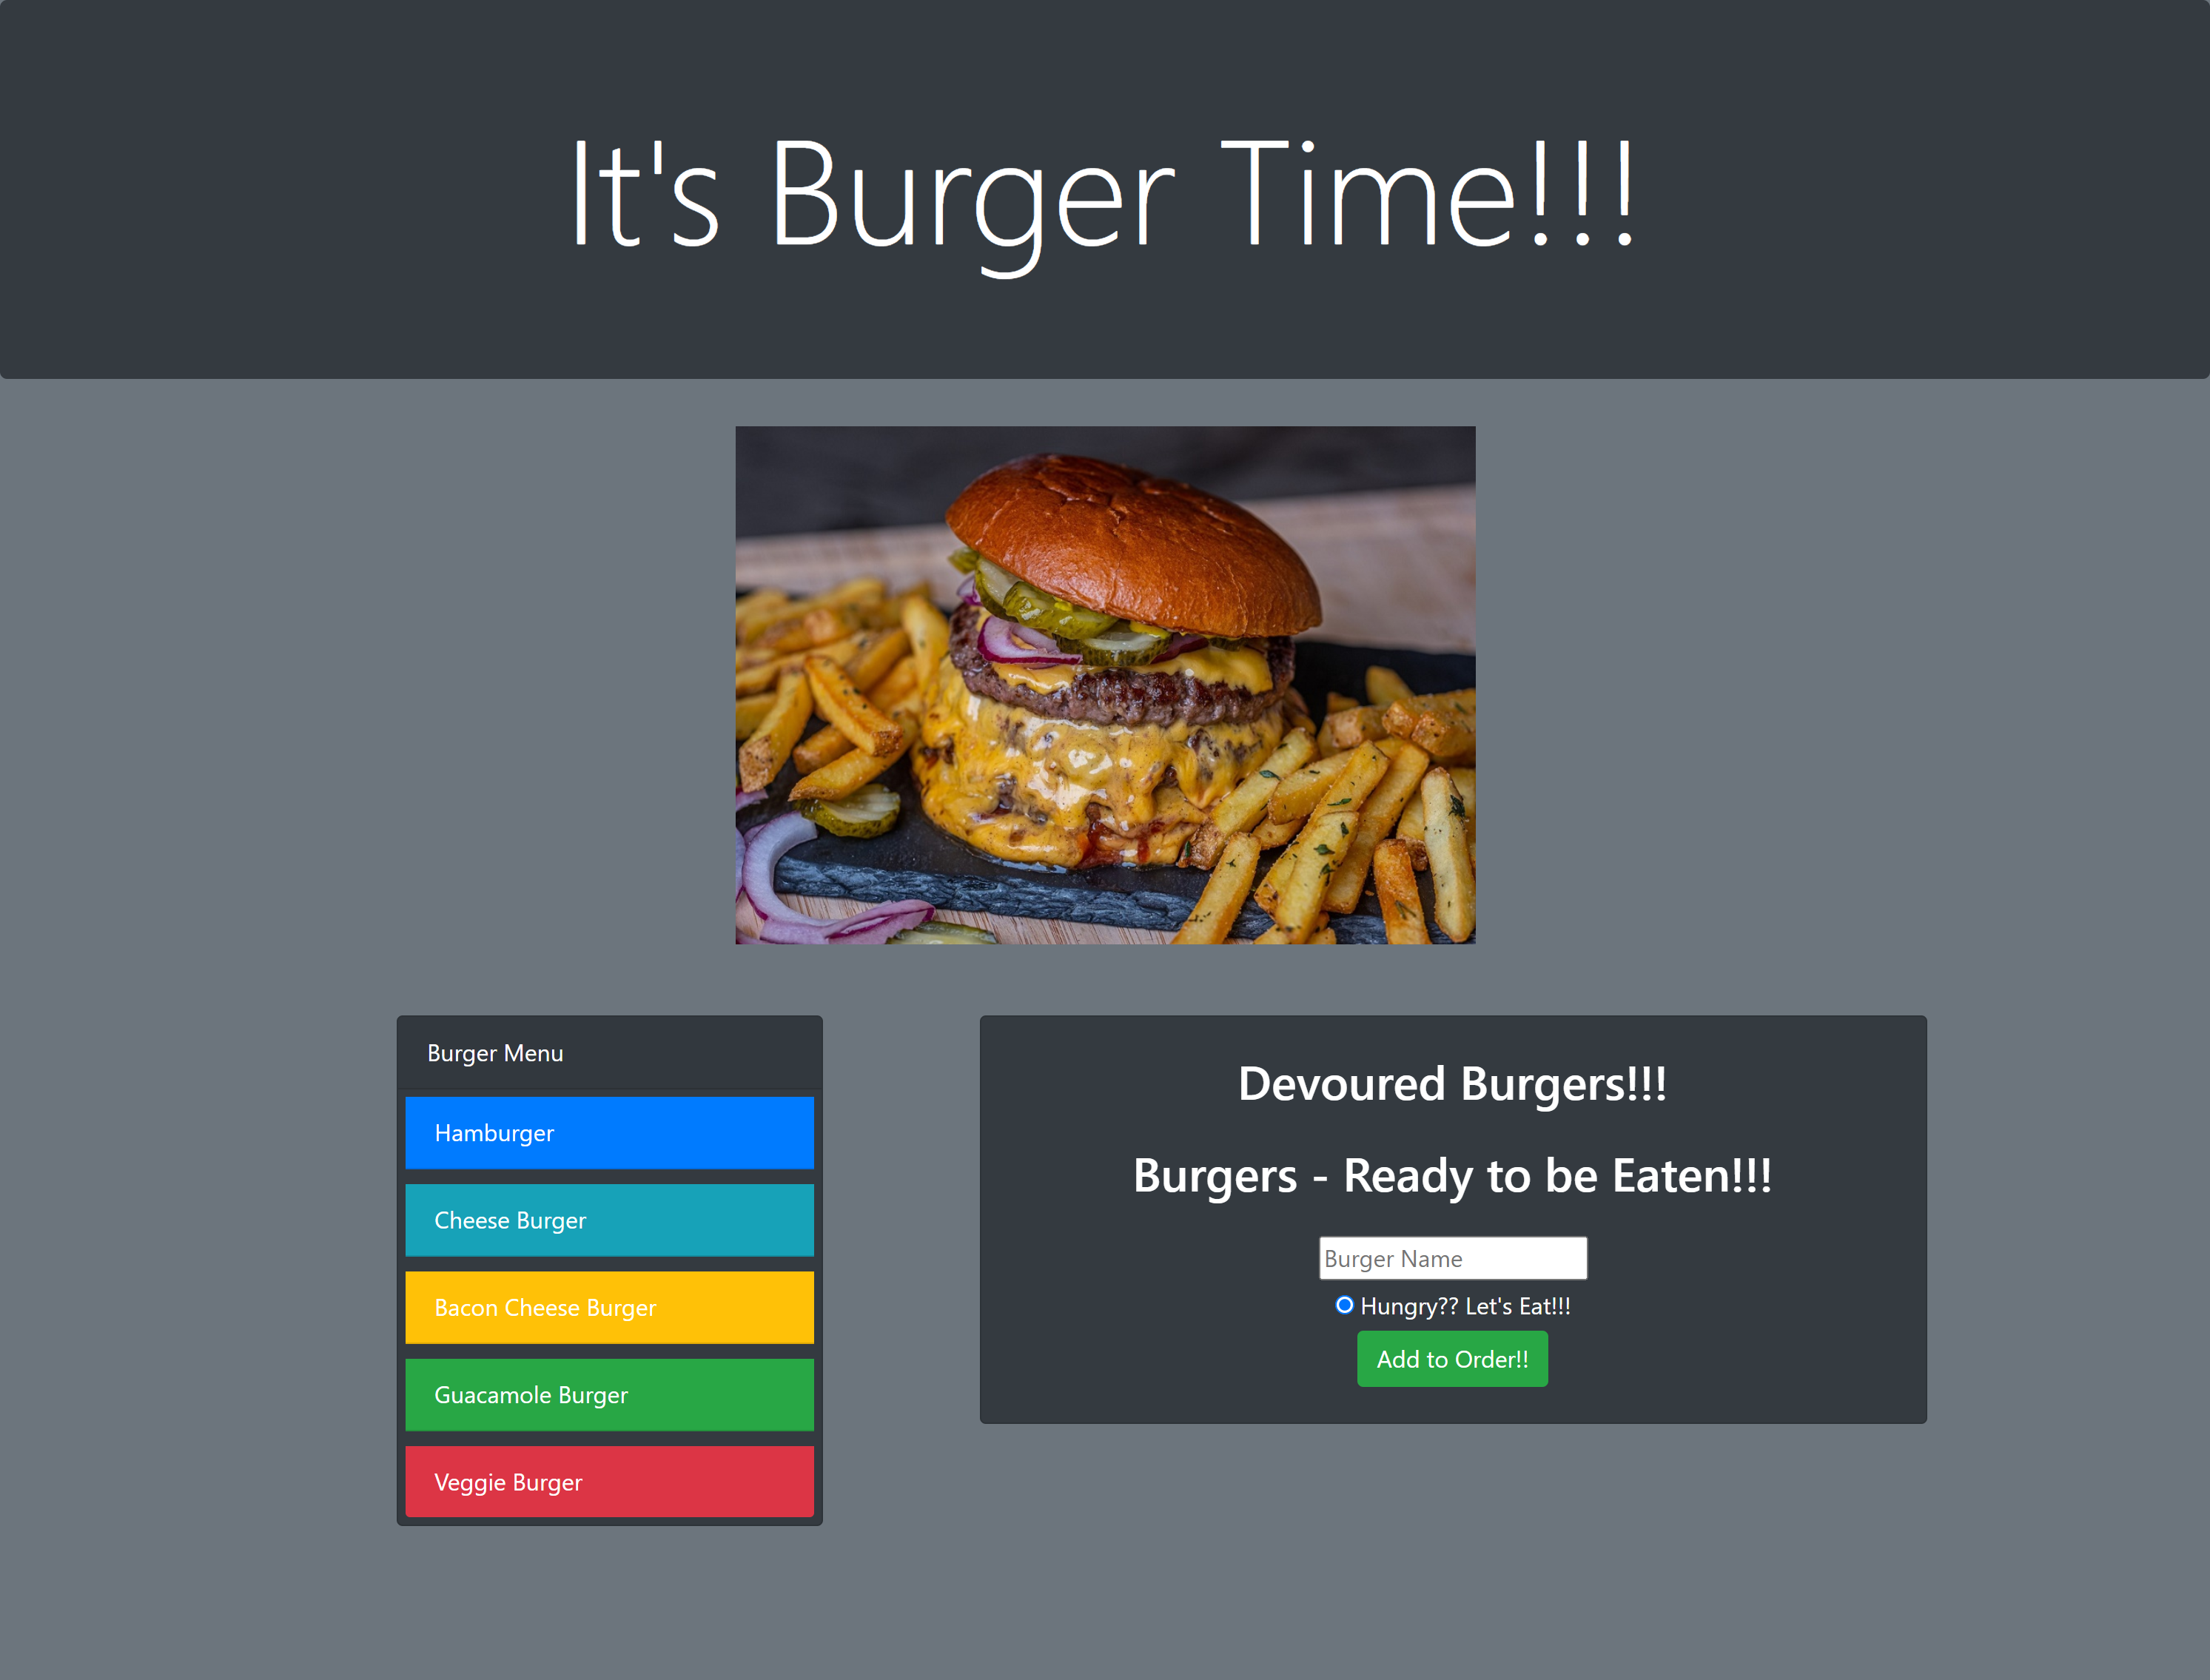 It's Burger Time!!!
Burger Menu
Hamburger
Cheese Burger
Bacon Cheese Burger
Guacamole Burger
Veggie Burger
Devoured Burgers!!!
Burgers - Ready to be Eaten!!!
Burger Name
Hungry?? Let's Eat!!!
Add to Order!!